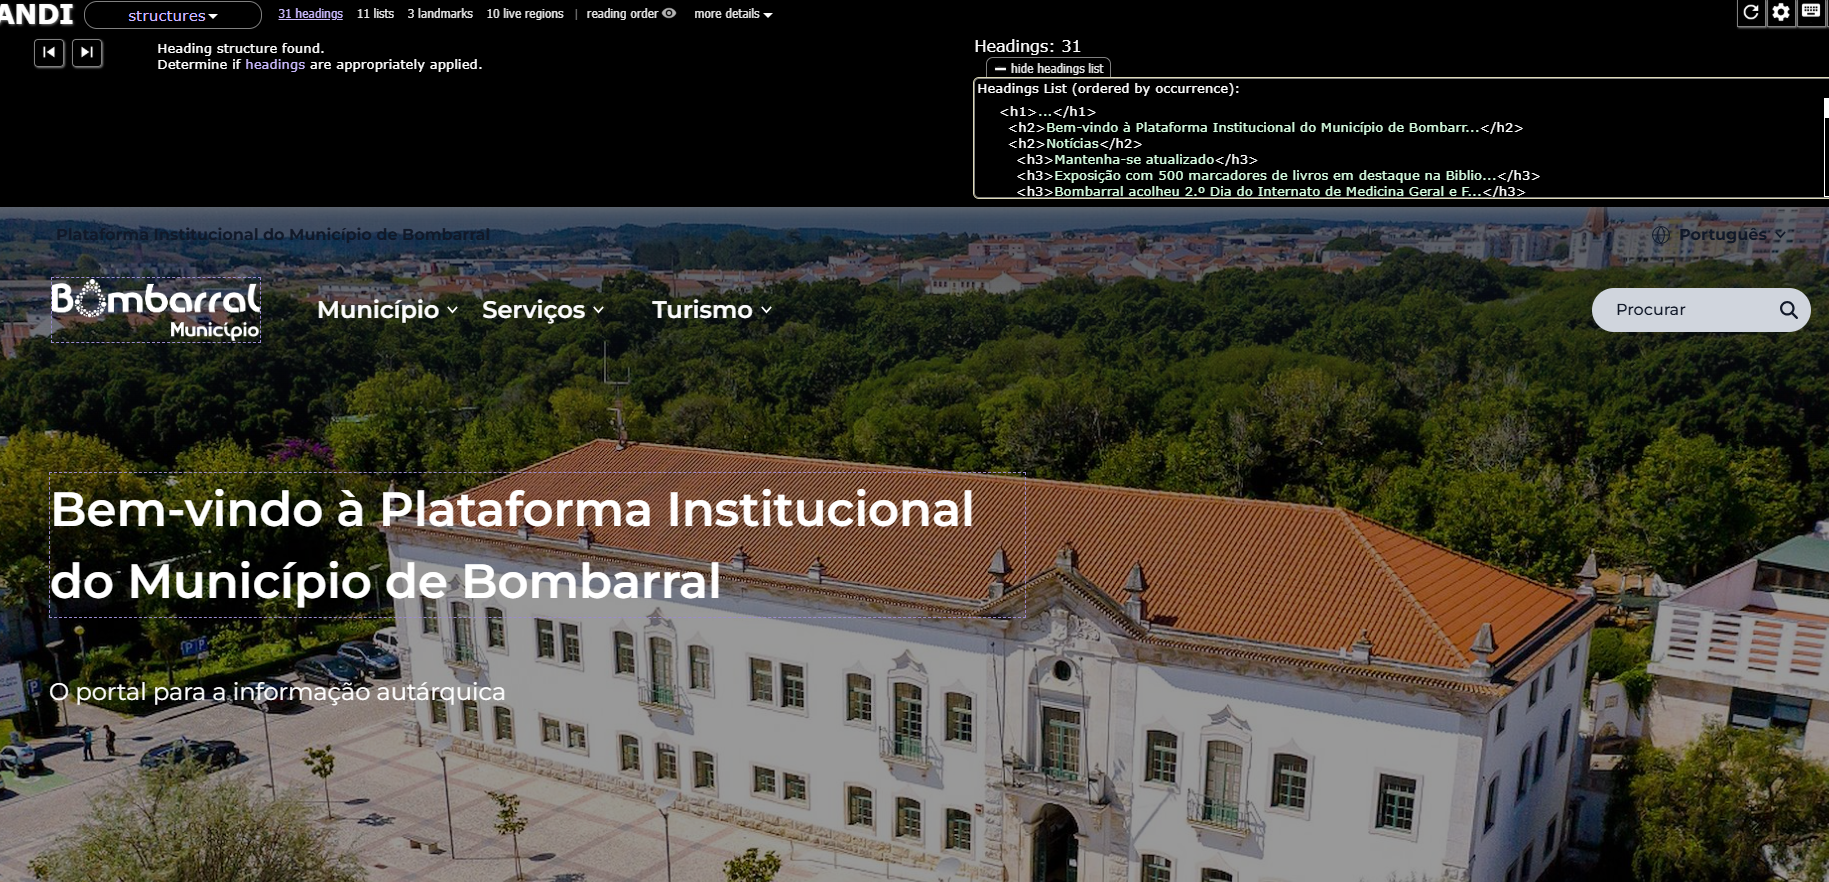 ANDI
structures
31 headings
11 lists
3 landmarks
10 live regions
|
reading order
more details
Heading structure found.
Determine if headings are appropriately applied.
Headings: 31
hide headings list
Headings List (ordered by occurrence):
<h1>...</h1>
<h2>Bem-vindo à Plataforma Institucional do Município de Bombarr...</h2>
<h2>Notícias</h2>
<h3>Mantenha-se atualizado</h3>
<h3>Exposição com 500 marcadores de livros em destaque na Biblio...</h3>
<h3>Bombarral acolheu 2.º Dia do Internato de Medicina Geral e F...</h3>
Plataforma Institucional do Município de Bombarral
Português
Bombarral
Município
Município
Serviços
Turismo
Procurar
Bem-vindo à Plataforma Institucional
do Município de Bombarral
O portal para a informação autárquica